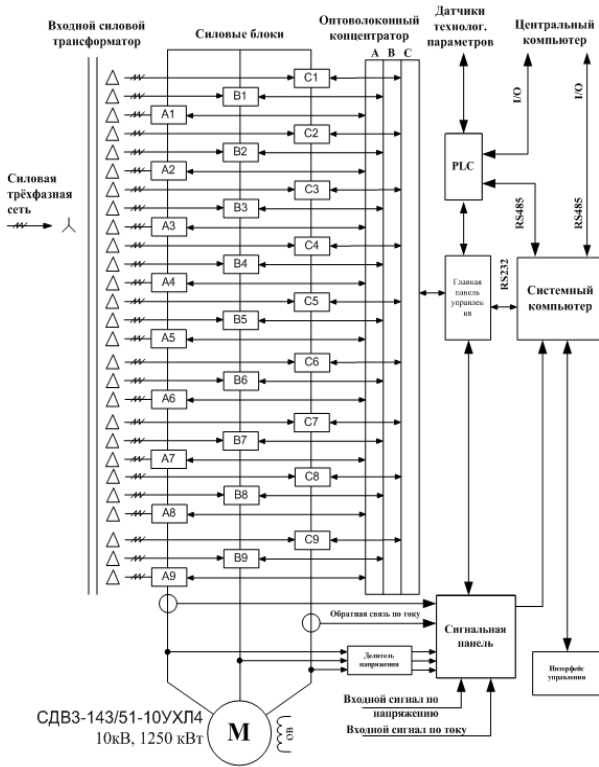 Входной силовой
трансформатор
Силовые блоки
Оптоволоконный
концентратор
A B C
Датчики
технолог.
параметров
Центральный
компьютер
I/O
I/O
C1
B1
A1
C2
B2
A2
C3
B3
A3
C4
B4
A4
C5
B5
A5
C6
B6
A6
C7
B7
A7
C8
B8
A8
C9
B9
A9
Силовая
трёхфазная
сеть
PLC
RS485
RS485
RS232
Главная
панель
управлен
ия
Системный
компьютер
Обратная связь по току
Сигнальная
панель
Делитель
напряжения
Интерфейс
управления
Входной сигнал по
напряжению
Входной сигнал по току
СДВ3-143/51-10УХЛ4
10кВ, 1250 кВт
М
ОВ